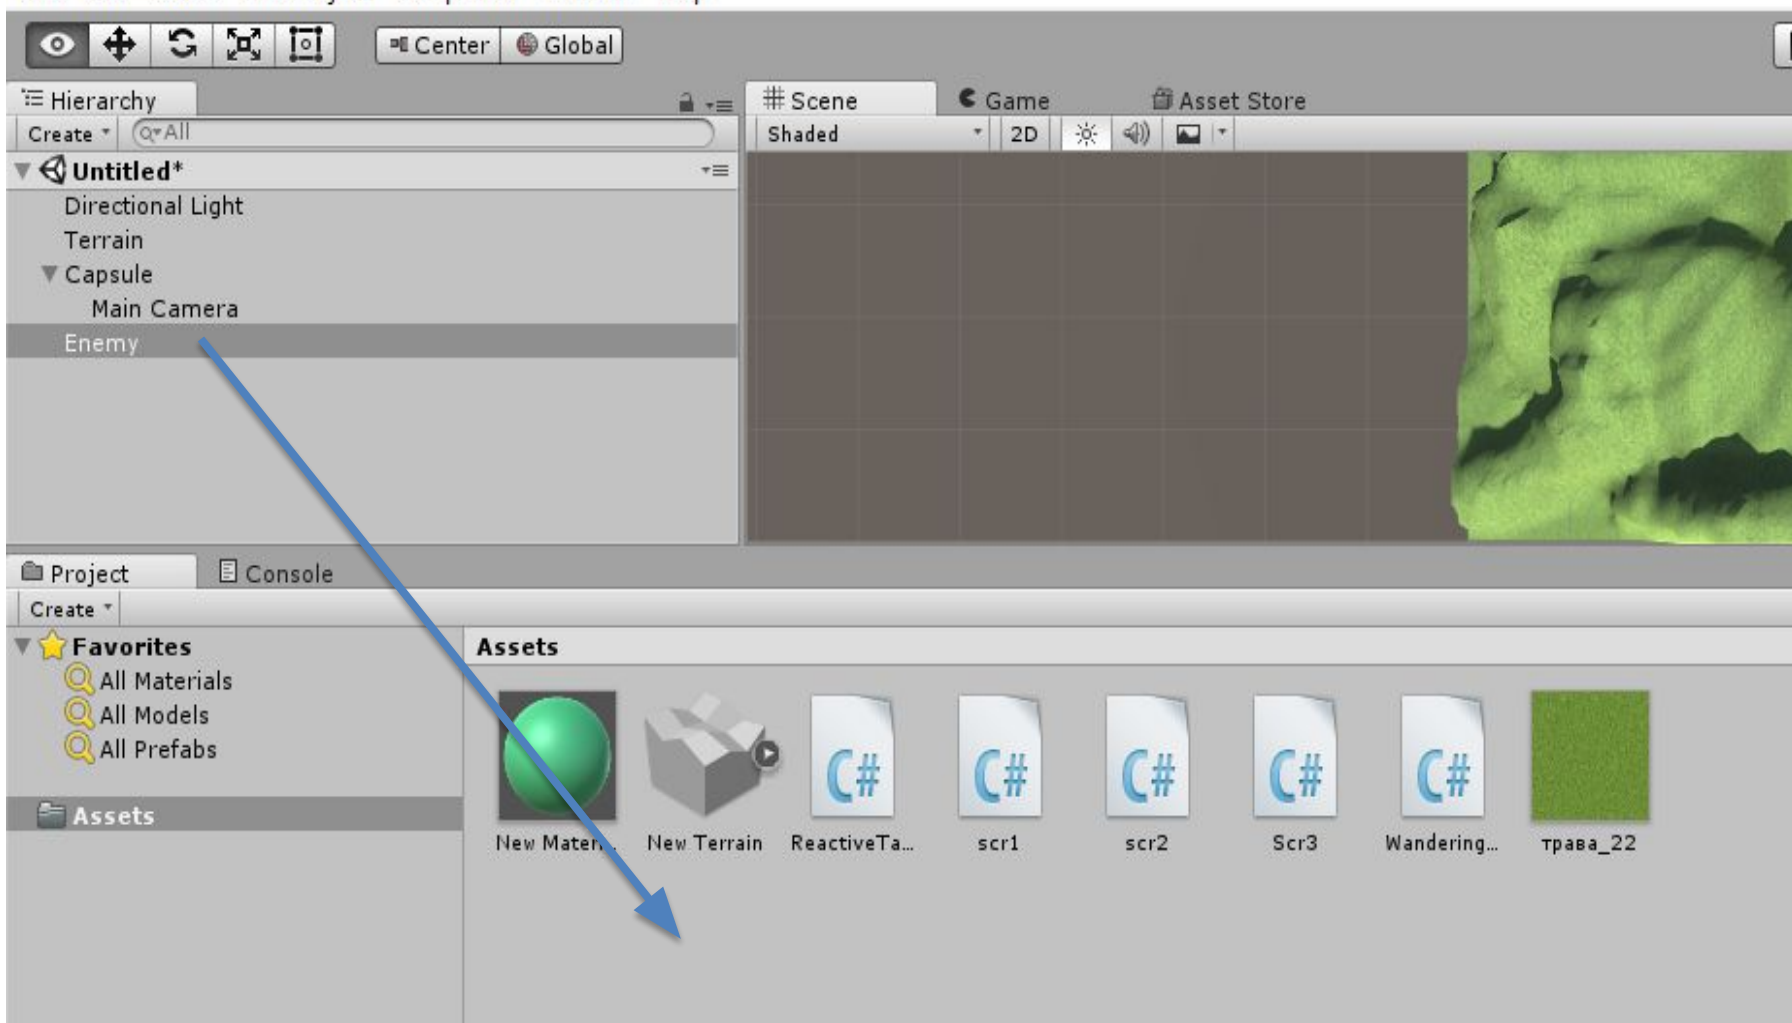 Center Global
Hierarchy
Create All
Untitled*
Directional Light
Terrain
Capsule
Main Camera
Enemy
Scene Game Asset Store
Shaded 2D
Project Console
Create
Favorites
All Materials
All Models
All Prefabs
Assets
Assets
C# C# C# C# C#
New Materi... New Terrain ReactiveTa... scr1 scr2 Scr3 Wandering... трава_22